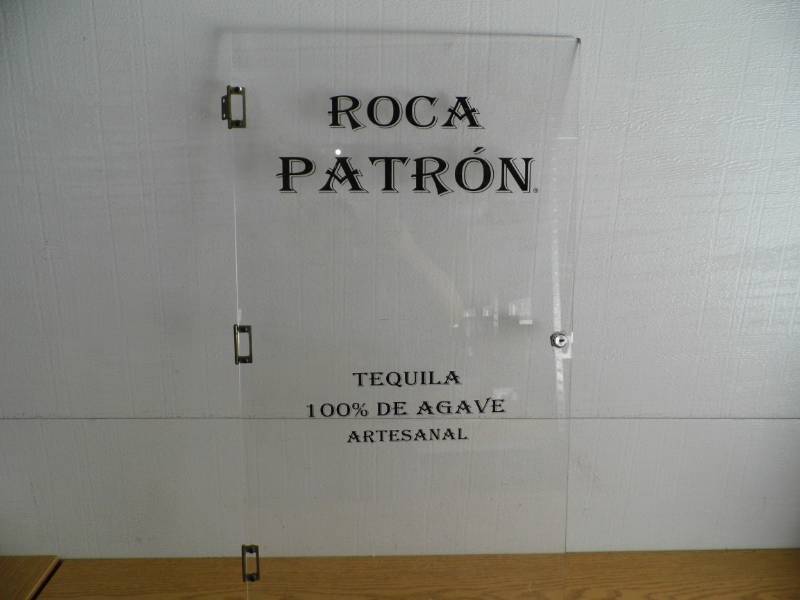 ROCA
PATRÓN®
TEQUILA
100% DE AGAVE
ARTESANAL